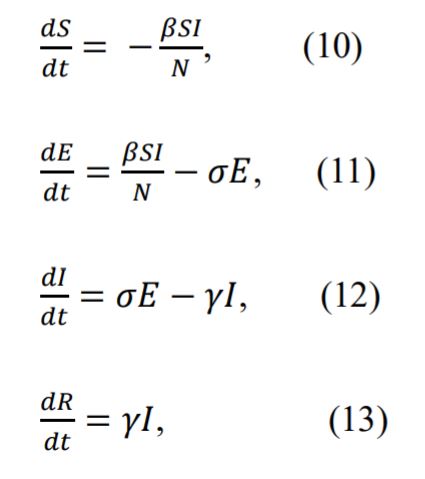 dS/dt = −βSI/N, (10)
dE/dt = βSI/N − σE, (11)
dI/dt = σE − γI, (12)
dR/dt = γI, (13)